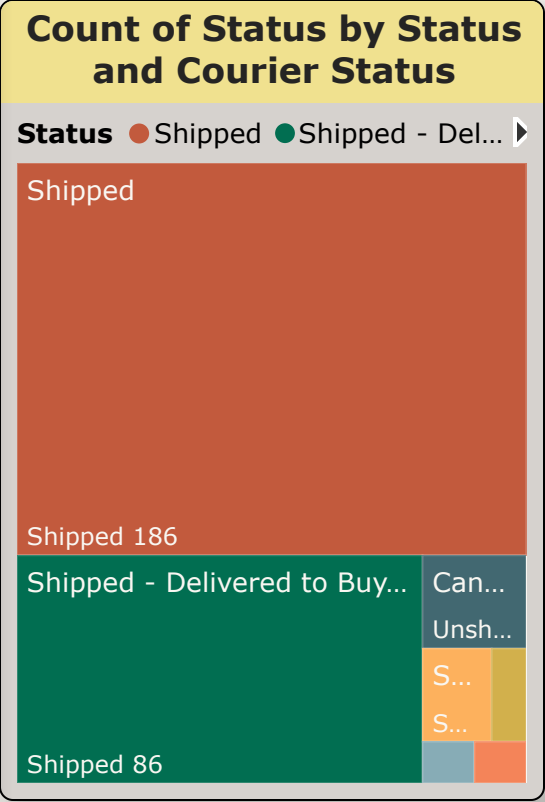 Count of Status by Status
and Courier Status
Status Shipped Shipped - Del...
Shipped
Shipped 186
Shipped - Delivered to Buy...
Can...
Unsh...
S...
S...
Shipped 86